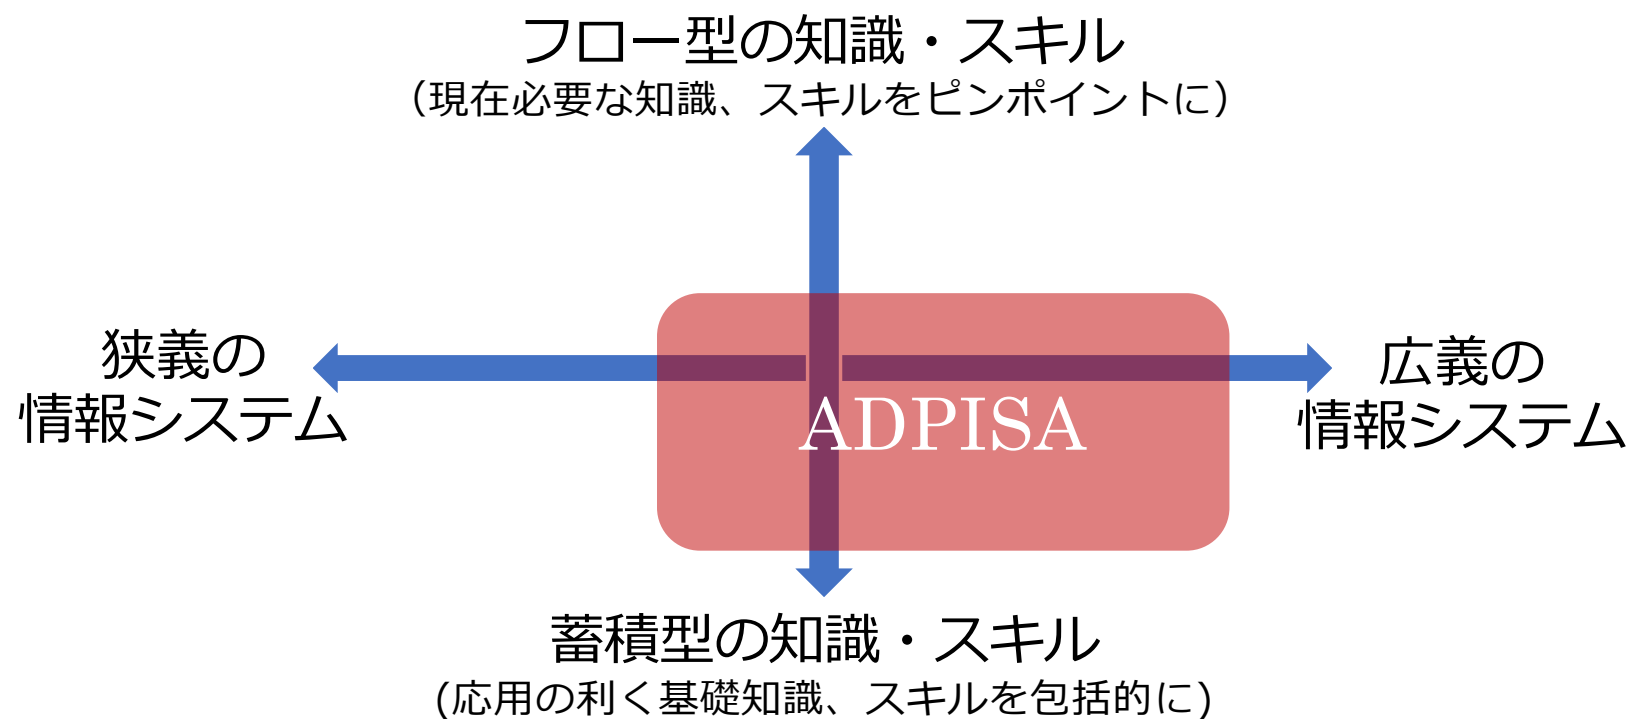 フロー型の知識・スキル
（現在必要な知識、スキルをピンポイントに）
狭義の
情報システム
広義の
情報システム
ADPISA
蓄積型の知識・スキル
(応用の利く基礎知識、スキルを包括的に)